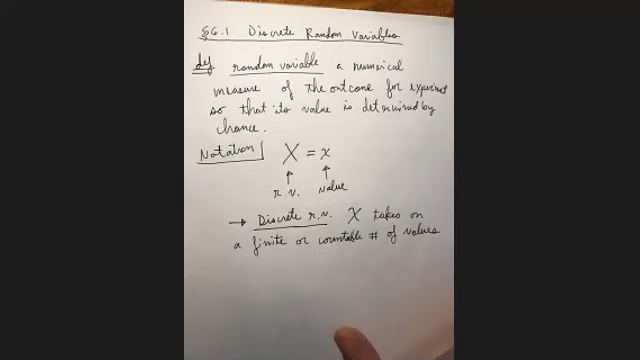 §6.1 Discrete Random Variables
def random variable a numerical
measure of the outcome for experiment
so that its value is determined by
chance.
Notation X = x
↑ ↑
r.v. value
→ Discrete r.v. X takes on
a finite or countable # of values